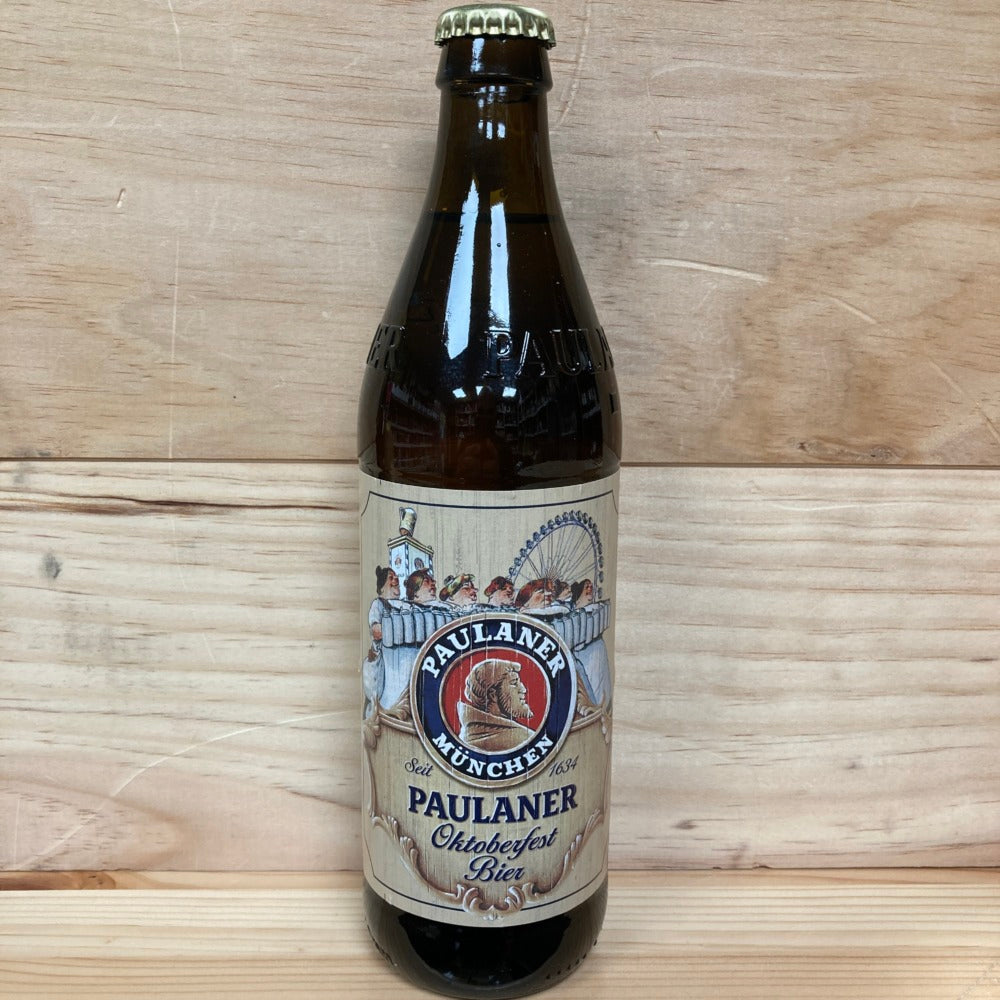 PAULANER
MÜNCHEN
Seit 1634
PAULANER
Oktoberfest
Bier